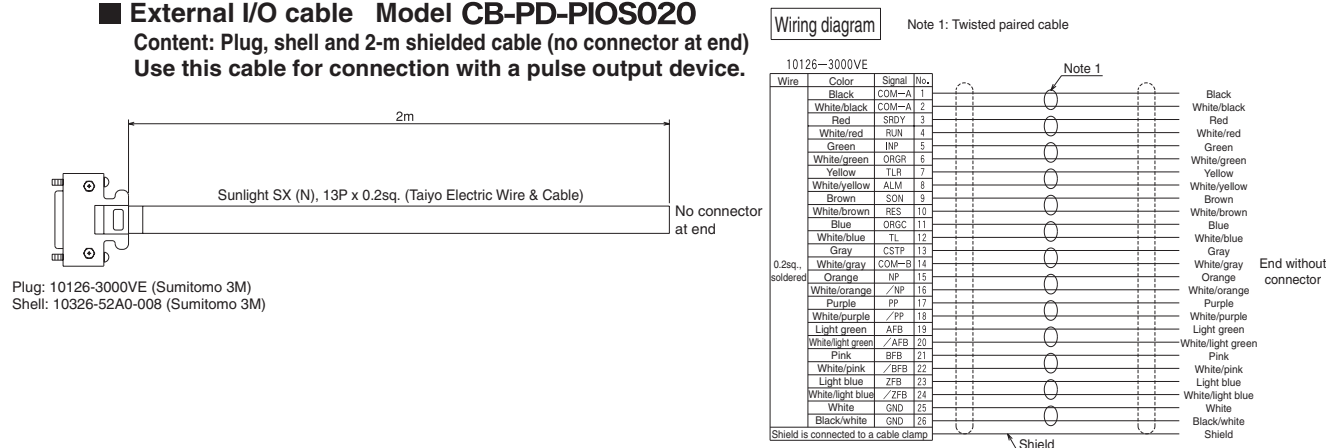 ■ External I/O cable Model CB-PD-PIOS020
Content: Plug, shell and 2-m shielded cable (no connector at end)
Use this cable for connection with a pulse output device.
2m
Sunlight SX (N), 13P x 0.2sq. (Taiyo Electric Wire & Cable)
No connector
at end
Plug: 10126-3000VE (Sumitomo 3M)
Shell: 10326-52A0-008 (Sumitomo 3M)
Wiring diagram
Note 1: Twisted paired cable
10126-3000VE
Note 1
Wire Color Signal No.
Black COM-A 1 Black
White/black COM-A 2 White/black
Red SRDY 3 Red
White/red RUN 4 White/red
Green INP 5 Green
White/green ORGR 6 White/green
Yellow TLR 7 Yellow
White/yellow ALM 8 White/yellow
Brown SON 9 Brown
White/brown RES 10 White/brown
Blue ORGC 11 Blue
White/blue TL 12 White/blue
Gray CSTP 13 Gray
0.2sq., White/gray COM-B 14 White/gray End without
soldered Orange NP 15 Orange connector
White/orange /NP 16 White/orange
Purple PP 17 Purple
White/purple /PP 18 White/purple
Light green AFB 19 Light green
White/light green /AFB 20 White/light green
Pink BFB 21 Pink
White/pink /BFB 22 White/pink
Light blue ZFB 23 Light blue
White/light blue /ZFB 24 White/light blue
White GND 25 White
Black/white GND 26 Black/white
Shield is connected to a cable clamp Shield
Shield